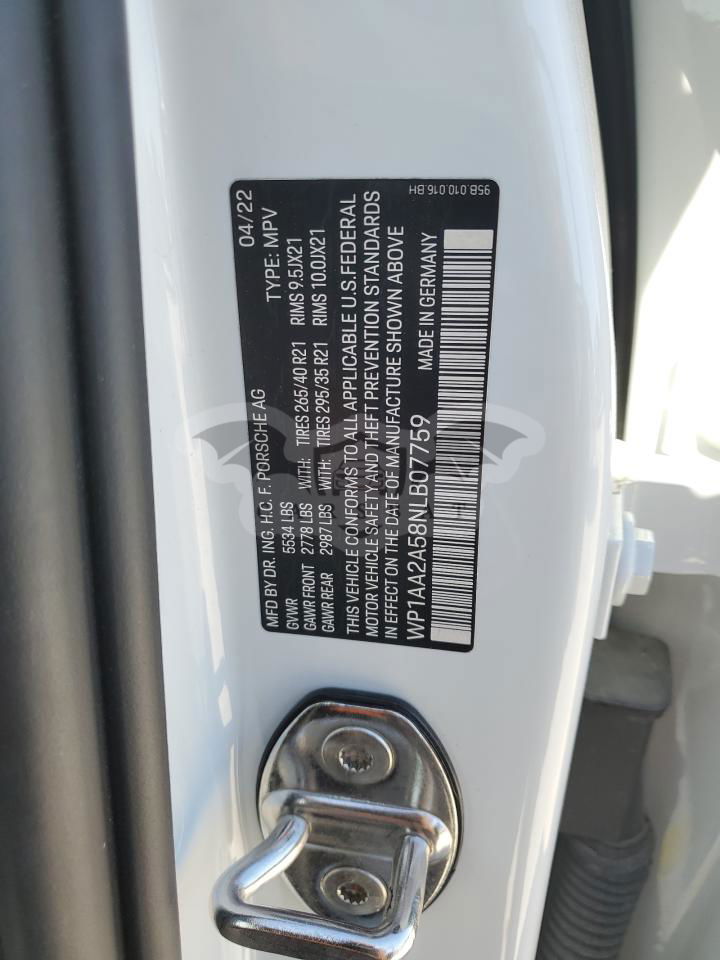 MFD BY DR. ING. H.C. F. PORSCHE AG 04/22
GVWR 5534 LBS TYPE: MPV
GAWR FRONT 2778 LBS WITH: TIRES 265/40 R21 RIMS 9.5JX21
GAWR REAR 2987 LBS WITH: TIRES 295/35 R21 RIMS 10.0JX21
THIS VEHICLE CONFORMS TO ALL APPLICABLE U.S.FEDERAL
MOTOR VEHICLE SAFETY AND THEFT PREVENTION STANDARDS
IN EFFECT ON THE DATE OF MANUFACTURE SHOWN ABOVE
MADE IN GERMANY
WP1AA2A58NLB07759
95B.010.016.BH